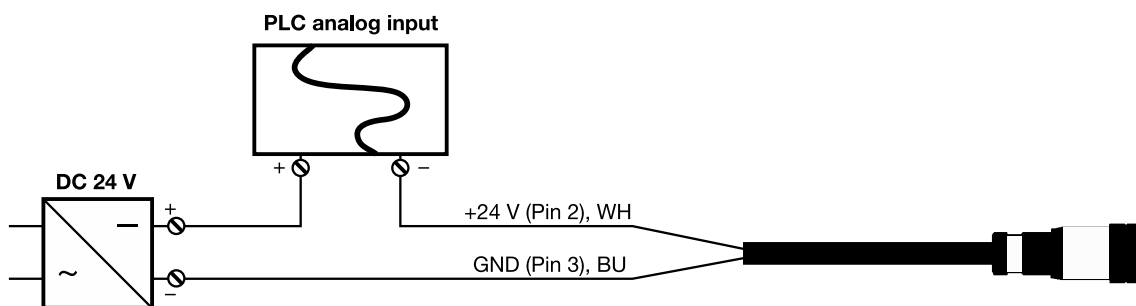 PLC analog input
+ –
DC 24 V
+
–
~
–
+24 V (Pin 2), WH
GND (Pin 3), BU